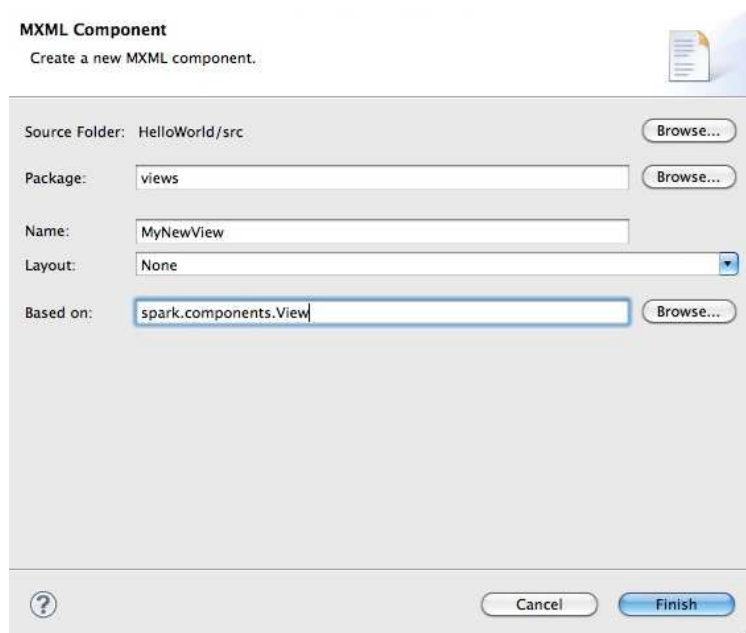 MXML Component
Create a new MXML component.
Source Folder: HelloWorld/src Browse...
Package: views Browse...
Name: MyNewView
Layout: None
Based on: spark.components.View Browse...
? Cancel Finish